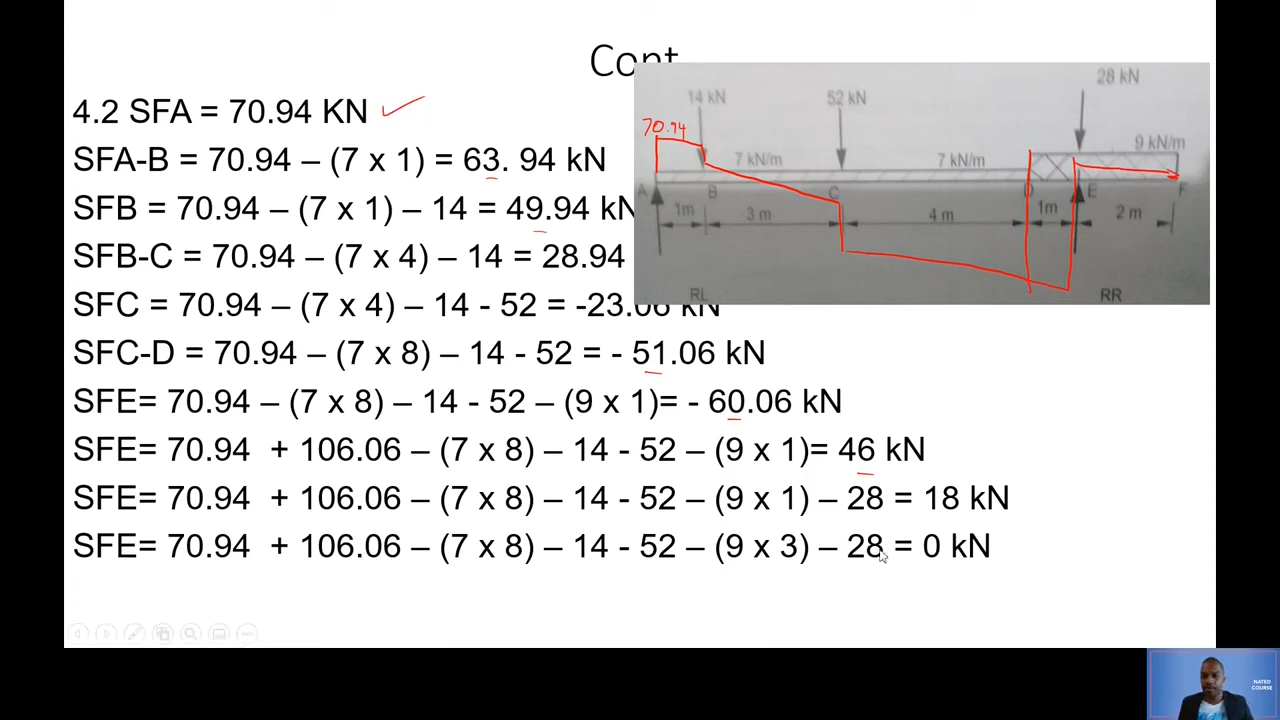 Cont
4.2 SFA = 70.94 KN
SFA-B = 70.94 – (7 x 1) = 63. 94 kN
SFB = 70.94 – (7 x 1) – 14 = 49.94 kN
SFB-C = 70.94 – (7 x 4) – 14 = 28.94
SFC = 70.94 – (7 x 4) – 14 - 52 = -23.06 kN
SFC-D = 70.94 – (7 x 8) – 14 - 52 = - 51.06 kN
SFE= 70.94 – (7 x 8) – 14 - 52 – (9 x 1)= - 60.06 kN
SFE= 70.94 + 106.06 – (7 x 8) – 14 - 52 – (9 x 1)= 46 kN
SFE= 70.94 + 106.06 – (7 x 8) – 14 - 52 – (9 x 1) – 28 = 18 kN
SFE= 70.94 + 106.06 – (7 x 8) – 14 - 52 – (9 x 3) – 28 = 0 kN
28 kN
14 kN 52 kN
70.94
7 kN/m 7 kN/m 9 kN/m
A B C D E F
1m 3 m 4 m 1m 2 m
RL RR
NATED
COURSE